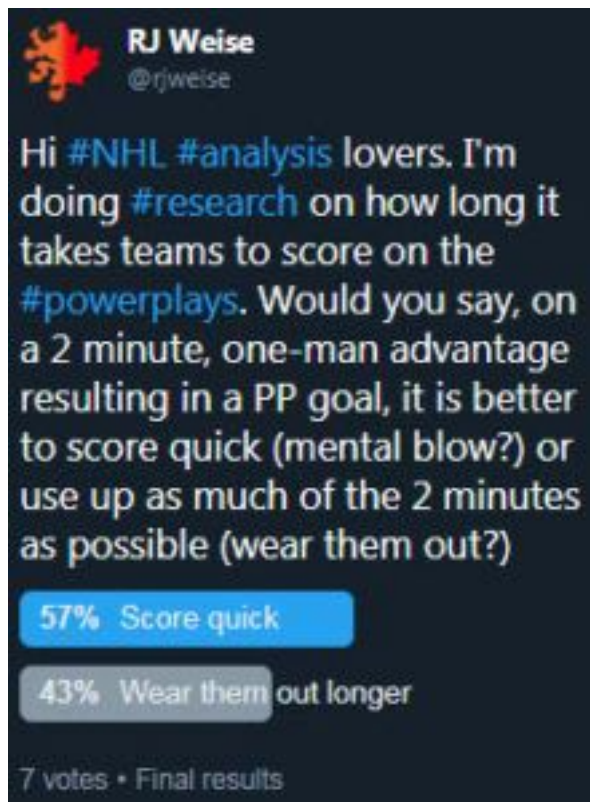 RJ Weise
@rjweise
Hi #NHL #analysis lovers. I'm
doing #research on how long it
takes teams to score on the
#powerplays. Would you say, on
a 2 minute, one-man advantage
resulting in a PP goal, it is better
to score quick (mental blow?) or
use up as much of the 2 minutes
as possible (wear them out?)
57% Score quick
43% Wear them out longer
7 votes • Final results